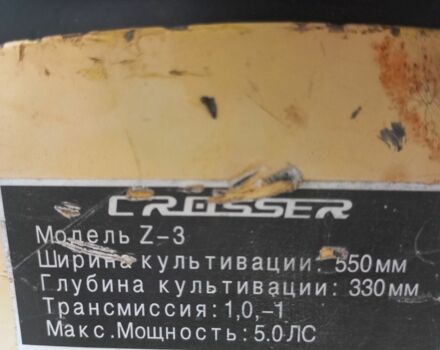 CROSSER
Модель Z-3
Ширина культивации: 550мм
Глубина культивации: 330мм
Трансмиссия: 1,0,-1
Макс.Мощность: 5.0ЛС